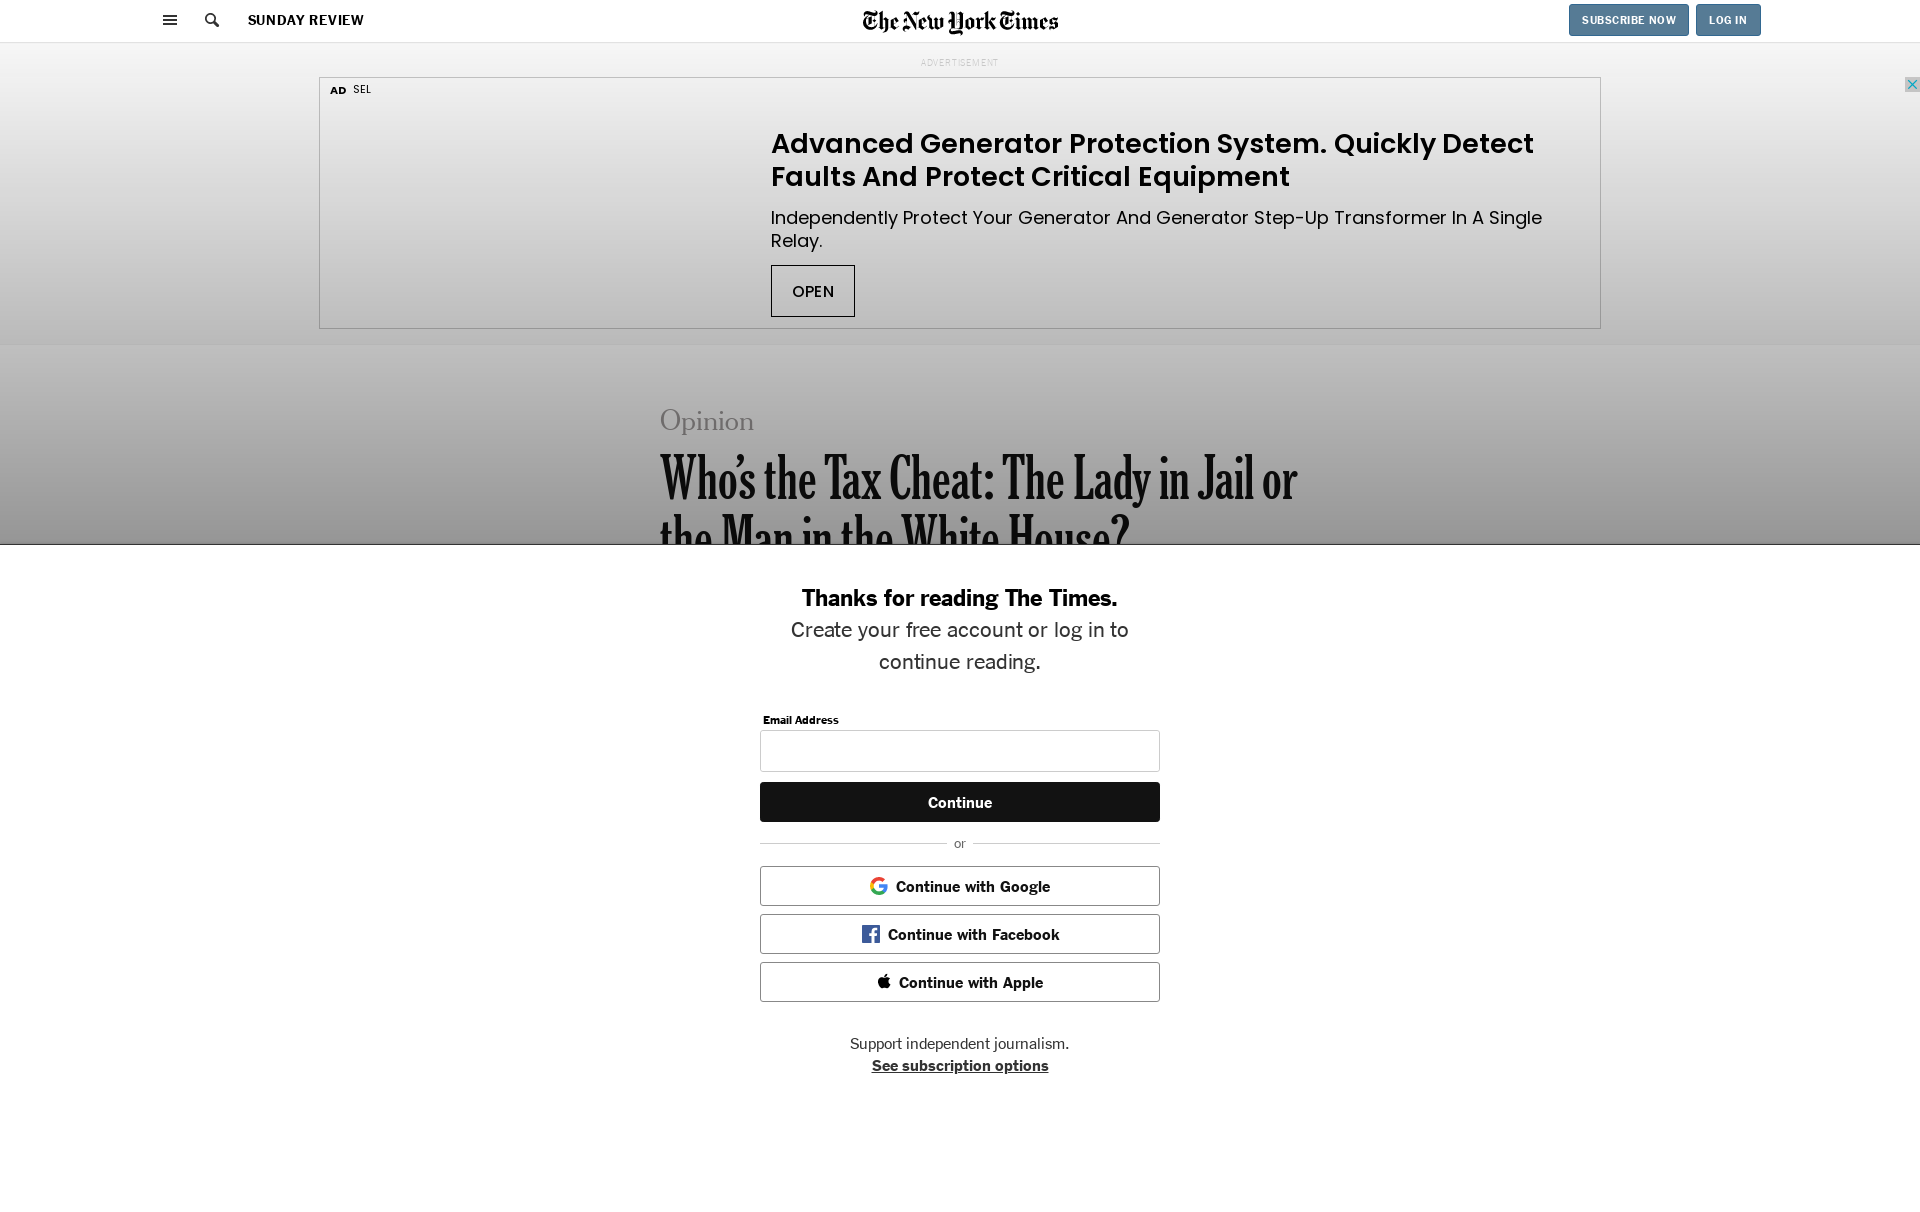 SUNDAY REVIEW
The New York Times
SUBSCRIBE NOW
LOG IN
ADVERTISEMENT
AD SEL
Advanced Generator Protection System. Quickly Detect
Faults And Protect Critical Equipment
Independently Protect Your Generator And Generator Step-Up Transformer In A Single
Relay.
OPEN
Opinion
Who’s the Tax Cheat: The Lady in Jail or
the Man in the White House?
Thanks for reading The Times.
Create your free account or log in to
continue reading.
Email Address
Continue
or
Continue with Google
Continue with Facebook
Continue with Apple
Support independent journalism.
See subscription options